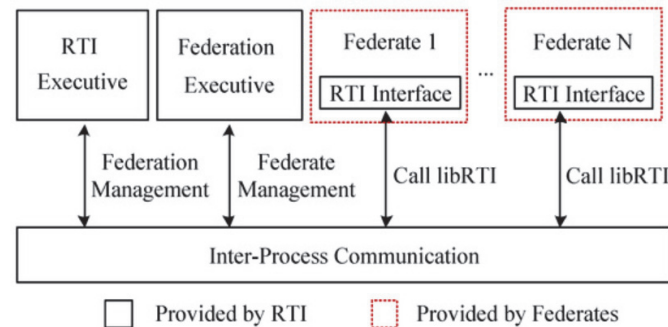 RTI
Executive
Federation
Executive
Federate 1
RTI Interface
...
Federate N
RTI Interface
Federation
Management
Federate
Management
Call libRTI
Call libRTI
Inter-Process Communication
Provided by RTI
Provided by Federates